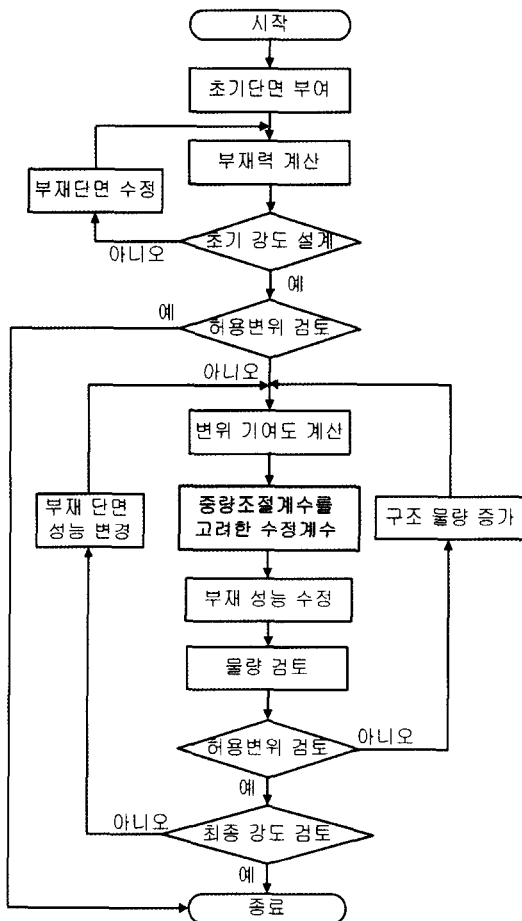 시작
초기단면 부여
부재력 계산
부재단면 수정
초기 강도 설계
아니오
예
허용변위 검토
예
아니오
변위 기여도 계산
중량조절계수를
고려한 수정계수
부재 단면
성능 변경
구조 물량 증가
부재 성능 수정
물량 검토
허용변위 검토
아니오
예
최종 강도 검토
아니오
예
종료